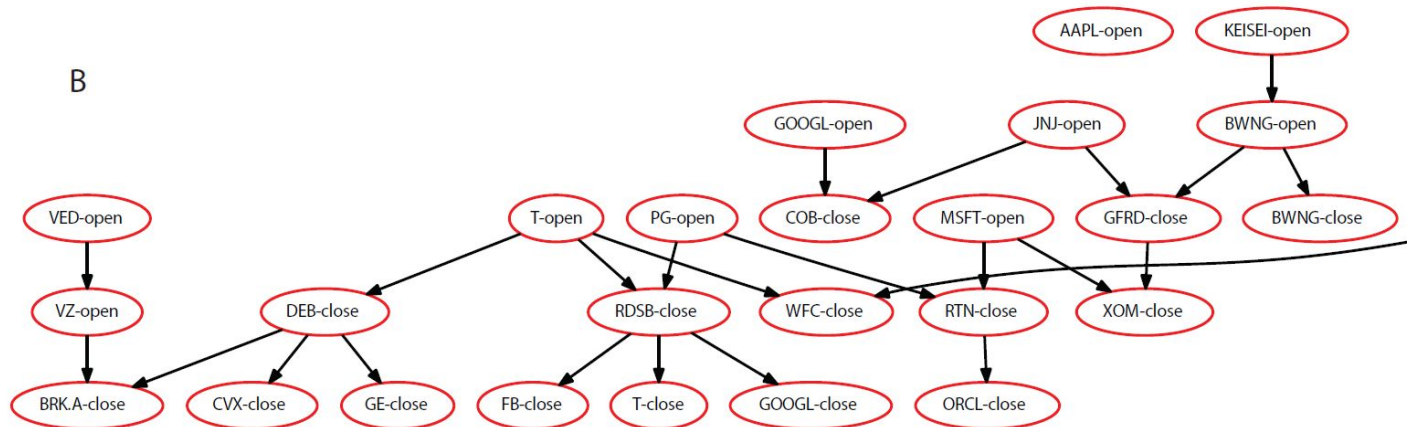 AAPL-open KEISEI-open
B
GOOGL-open JNJ-open BWNG-open
VED-open T-open PG-open COB-close MSFT-open GFRD-close BWNG-close
VZ-open DEB-close RDSB-close WFC-close RTN-close XOM-close
BRK.A-close CVX-close GE-close FB-close T-close GOOGL-close ORCL-close